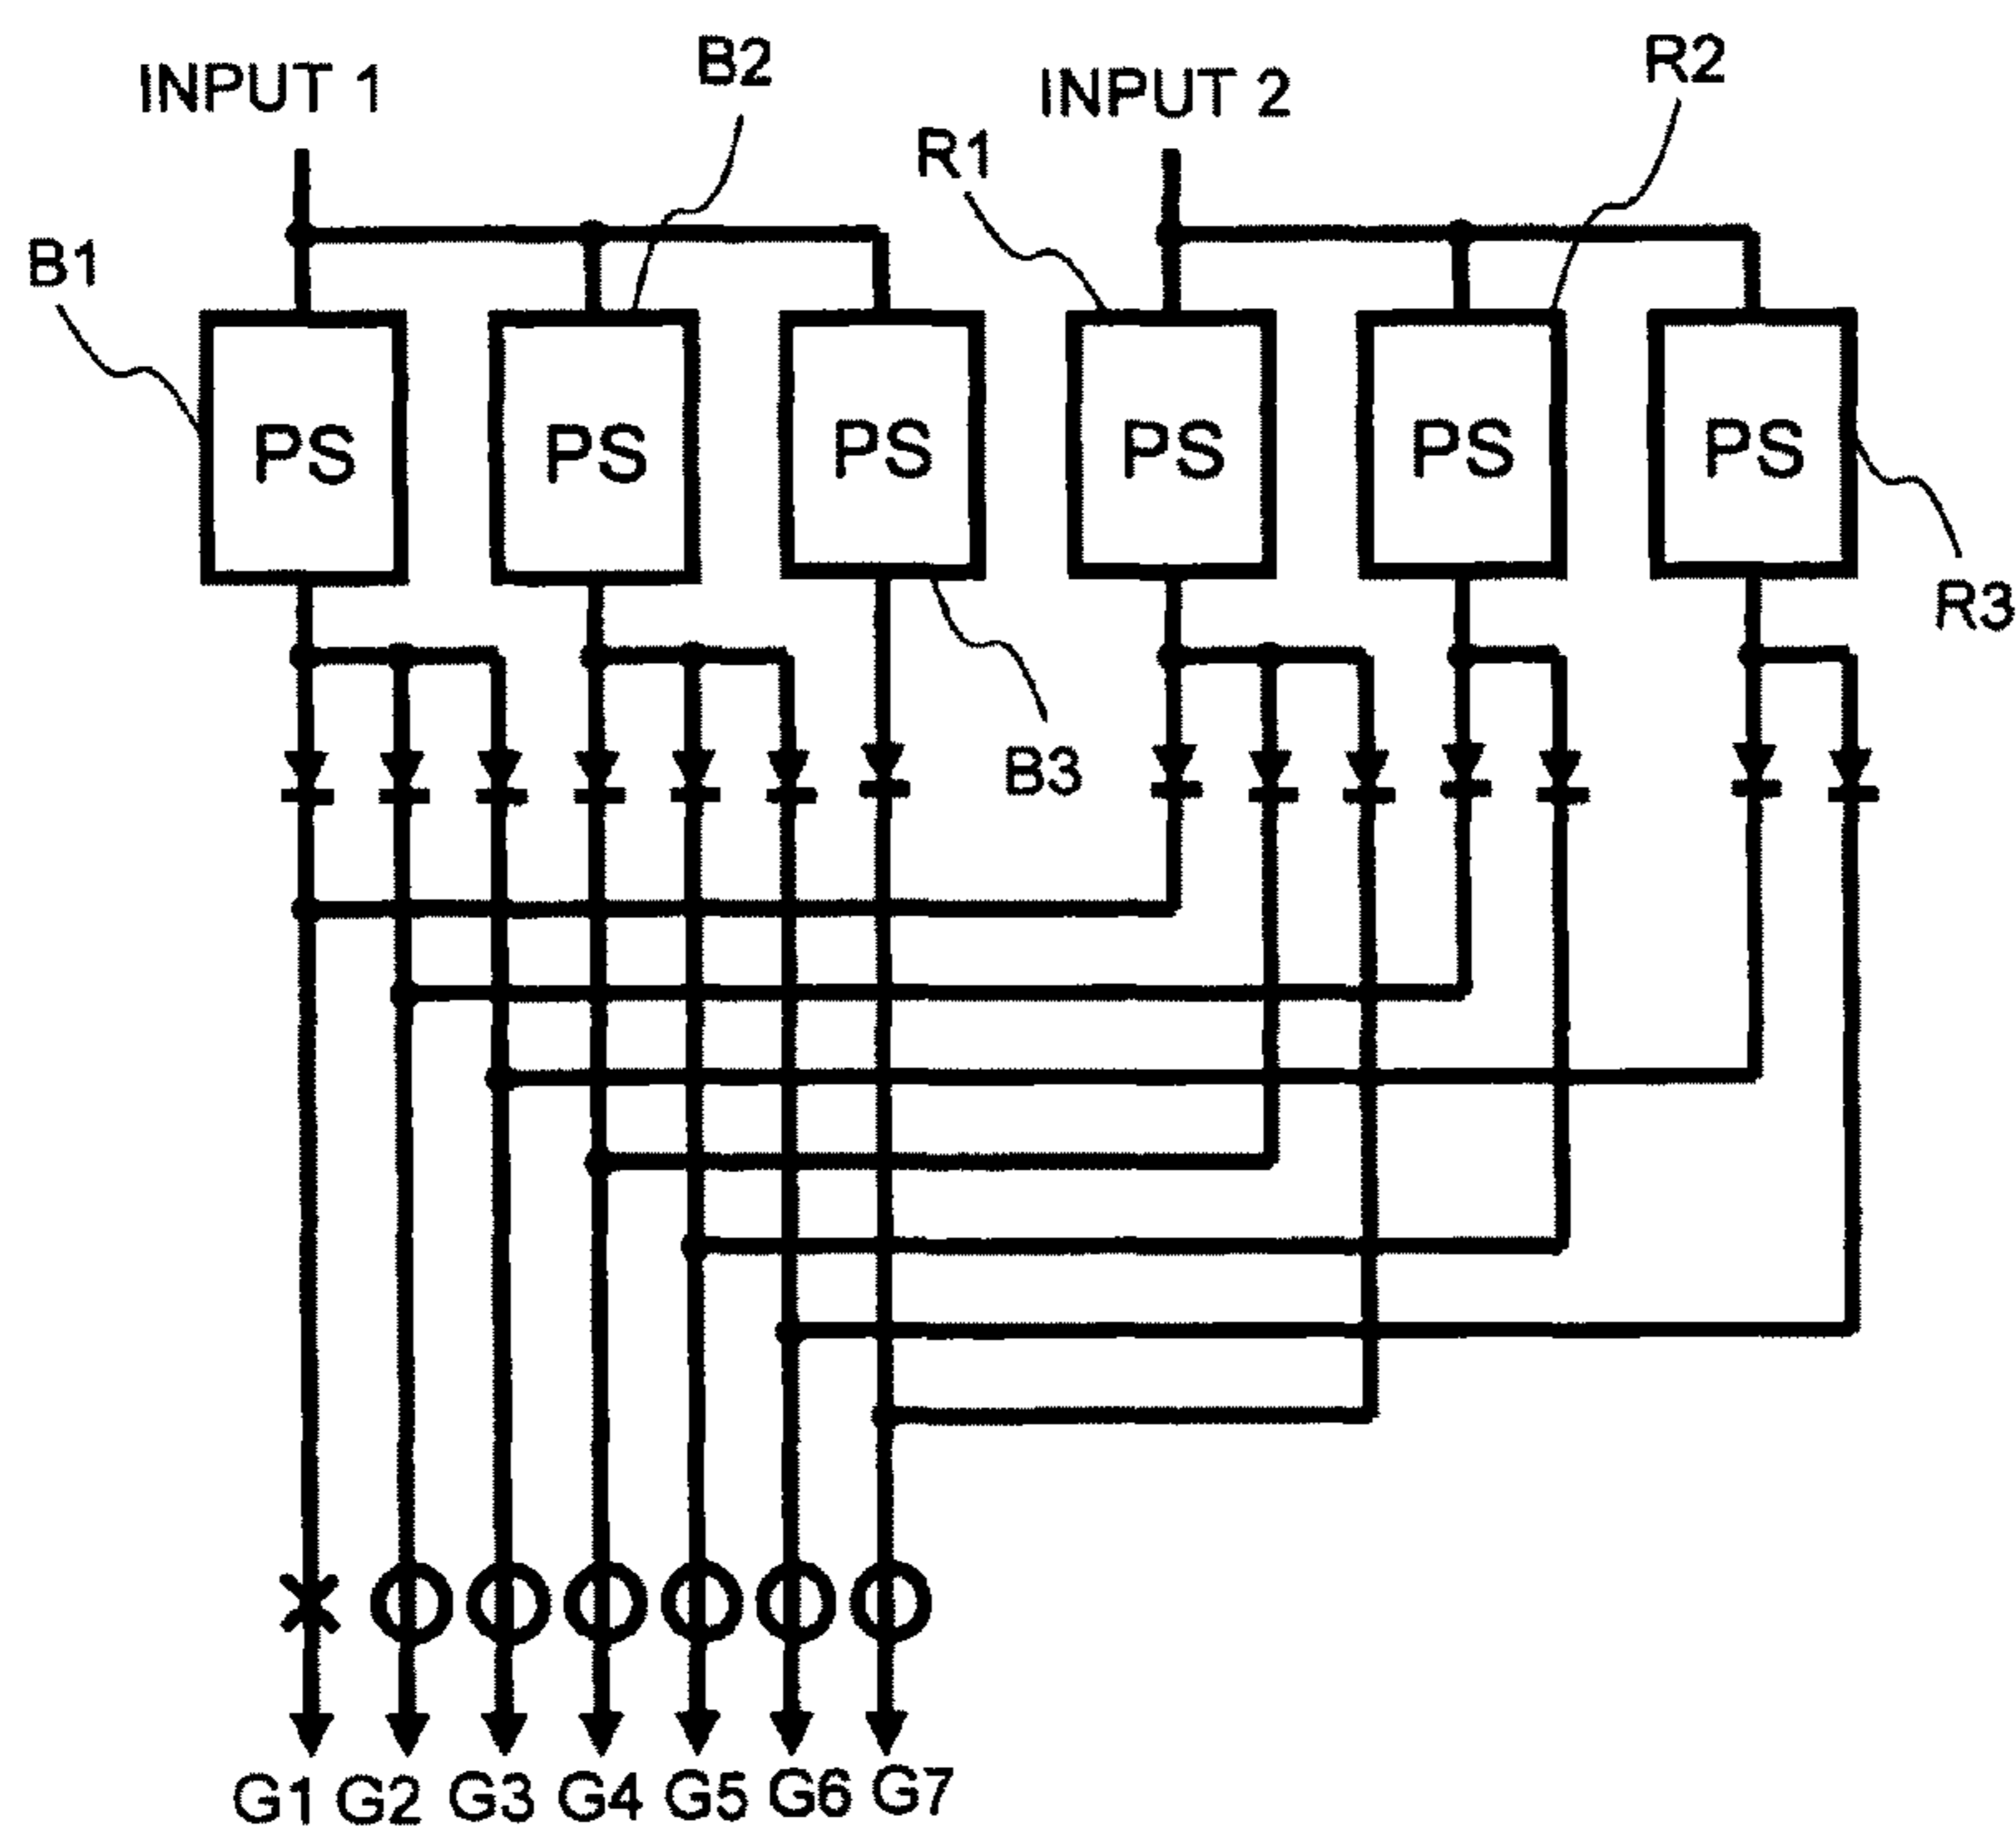 INPUT 1
B2
INPUT 2
R2
R1
B1
PS PS PS PS PS PS
R3
B3
G1 G2 G3 G4 G5 G6 G7